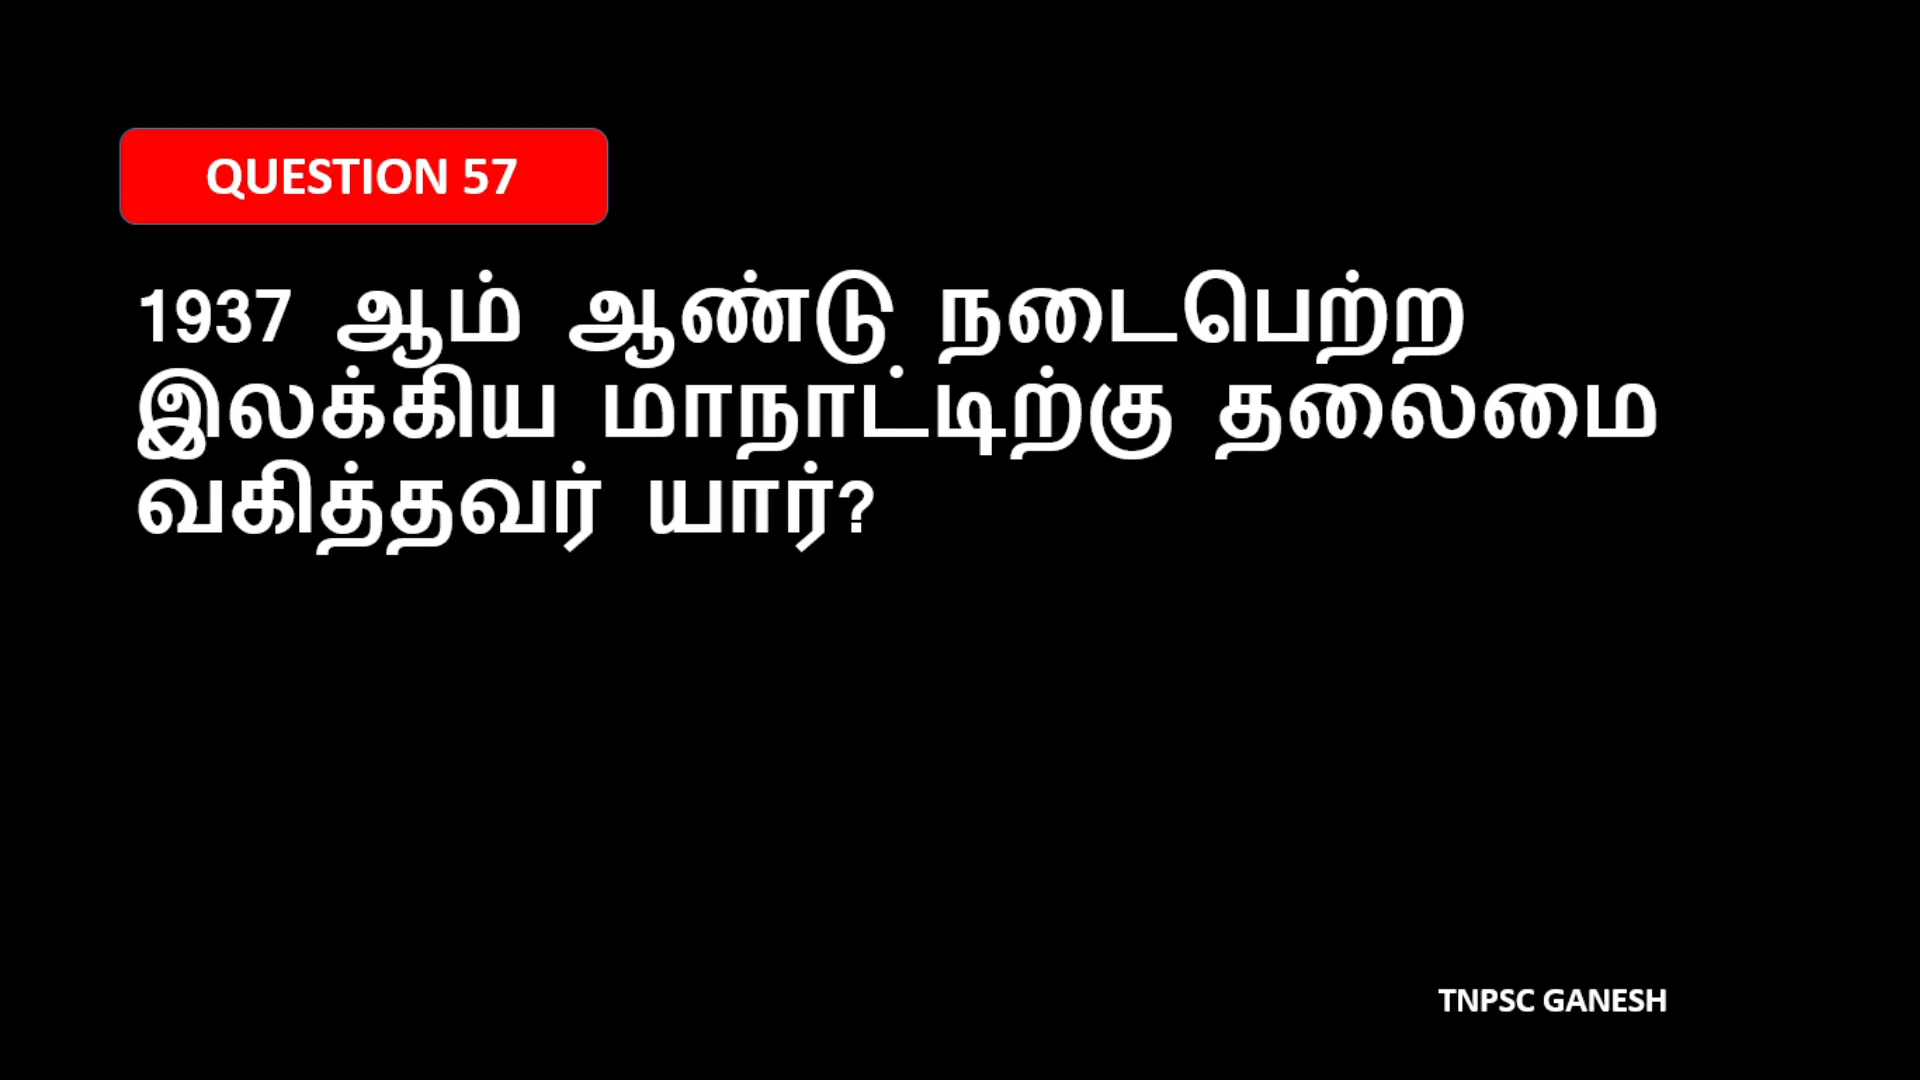 QUESTION 57
1937 ஆம் ஆண்டு நடைபெற்ற
இலக்கிய மாநாட்டிற்கு தலைமை
வகித்தவர் யார்?
TNPSC GANESH